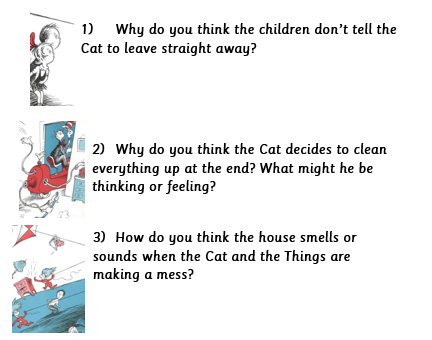 1) Why do you think the children don't tell the
Cat to leave straight away?
2) Why do you think the Cat decides to clean
everything up at the end? What might he be
thinking or feeling?
3) How do you think the house smells or
sounds when the Cat and the Things are
making a mess?